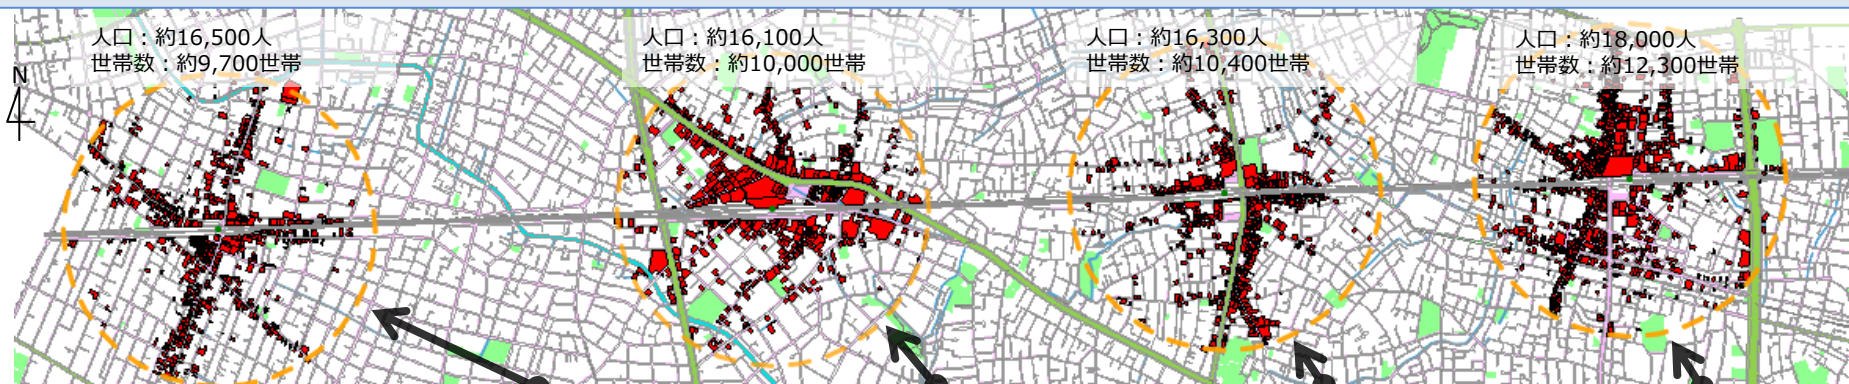 人口：約16,500人
世帯数：約9,700世帯
人口：約16,100人
世帯数：約10,000世帯
人口：約16,300人
世帯数：約10,400世帯
人口：約18,000人
世帯数：約12,300世帯
N